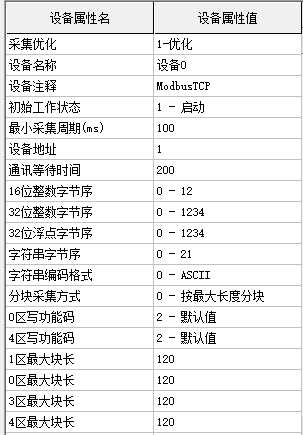 设备属性名 设备属性值
采集优化 1-优化
设备名称 设备0
设备注释 ModbusTCP
初始工作状态 1 - 启动
最小采集周期(ms) 100
设备地址 1
通讯等待时间 200
16位整数字节序 0 - 12
32位整数字节序 0 - 1234
32位浮点字节序 0 - 1234
字符串字节序 0 - 21
字符串编码格式 0 - ASCII
分块采集方式 0 - 按最大长度分块
0区写功能码 2 - 默认值
4区写功能码 2 - 默认值
1区最大块长 120
0区最大块长 120
3区最大块长 120
4区最大块长 120